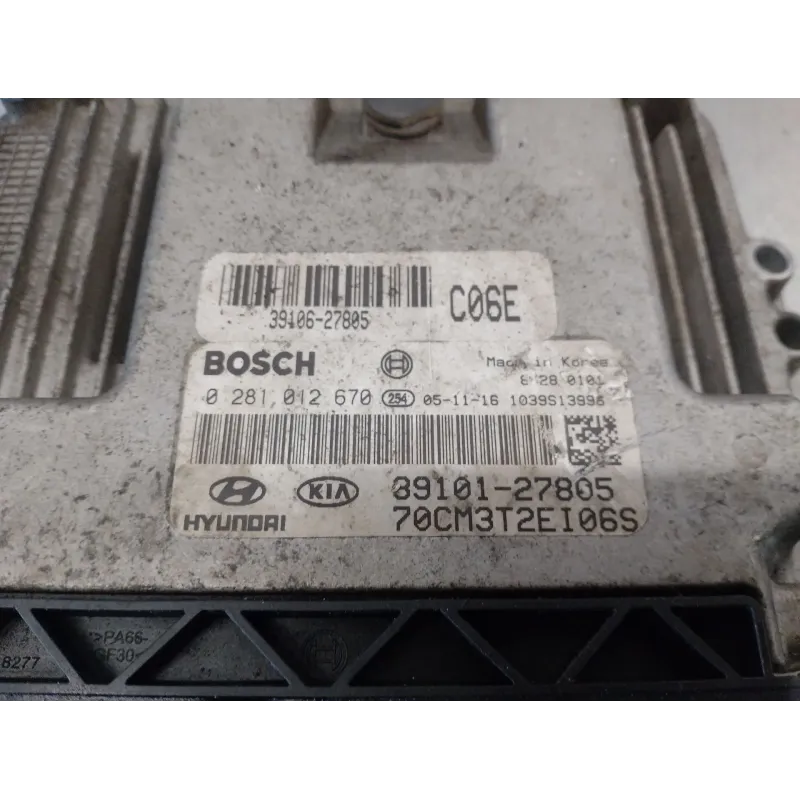 39106-27805 C06E
BOSCH Made in Korea
0 281 012 670 254 05-11-16 1039S13996
39101-27805
HYUNDAI KIA
70CM3T2EI06S
>PA66-
GF30<
8277